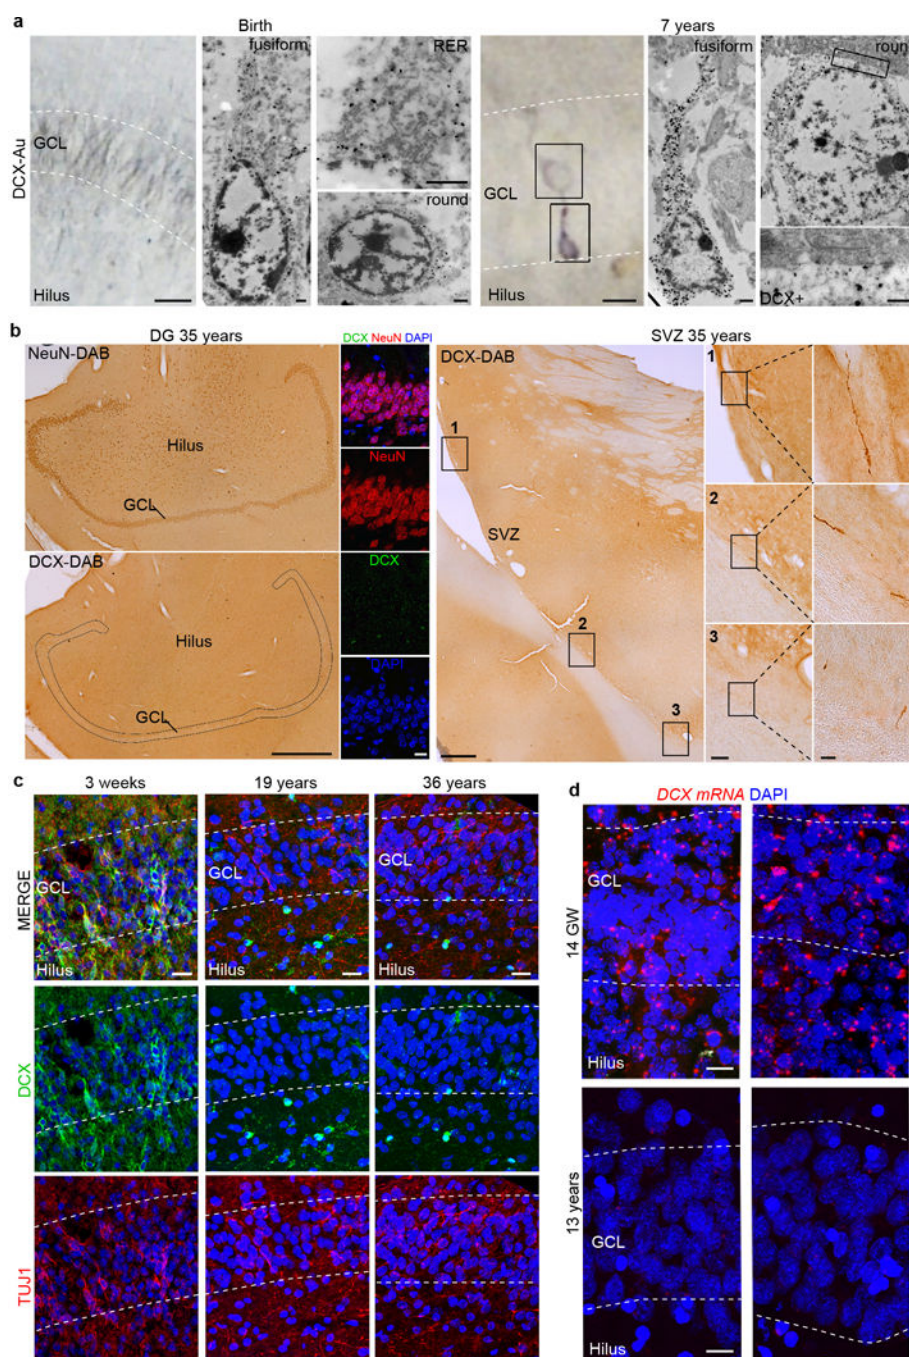 a
Birth
7 years
DCX-Au
GCL
Hilus
fusiform
RER
round
GCL
Hilus
fusiform
roun
DCX+
b
DG 35 years
SVZ 35 years
NeuN-DAB
Hilus
GCL
DCX-DAB
Hilus
GCL
DCX NeuN DAPI
NeuN
DCX
DAPI
DCX-DAB
1
SVZ
2
3
1
2
3
c
3 weeks
19 years
36 years
MERGE
GCL
Hilus
GCL
Hilus
GCL
Hilus
DCX
TUJ1
d
DCX mRNA DAPI
14 GW
GCL
Hilus
13 years
GCL
Hilus